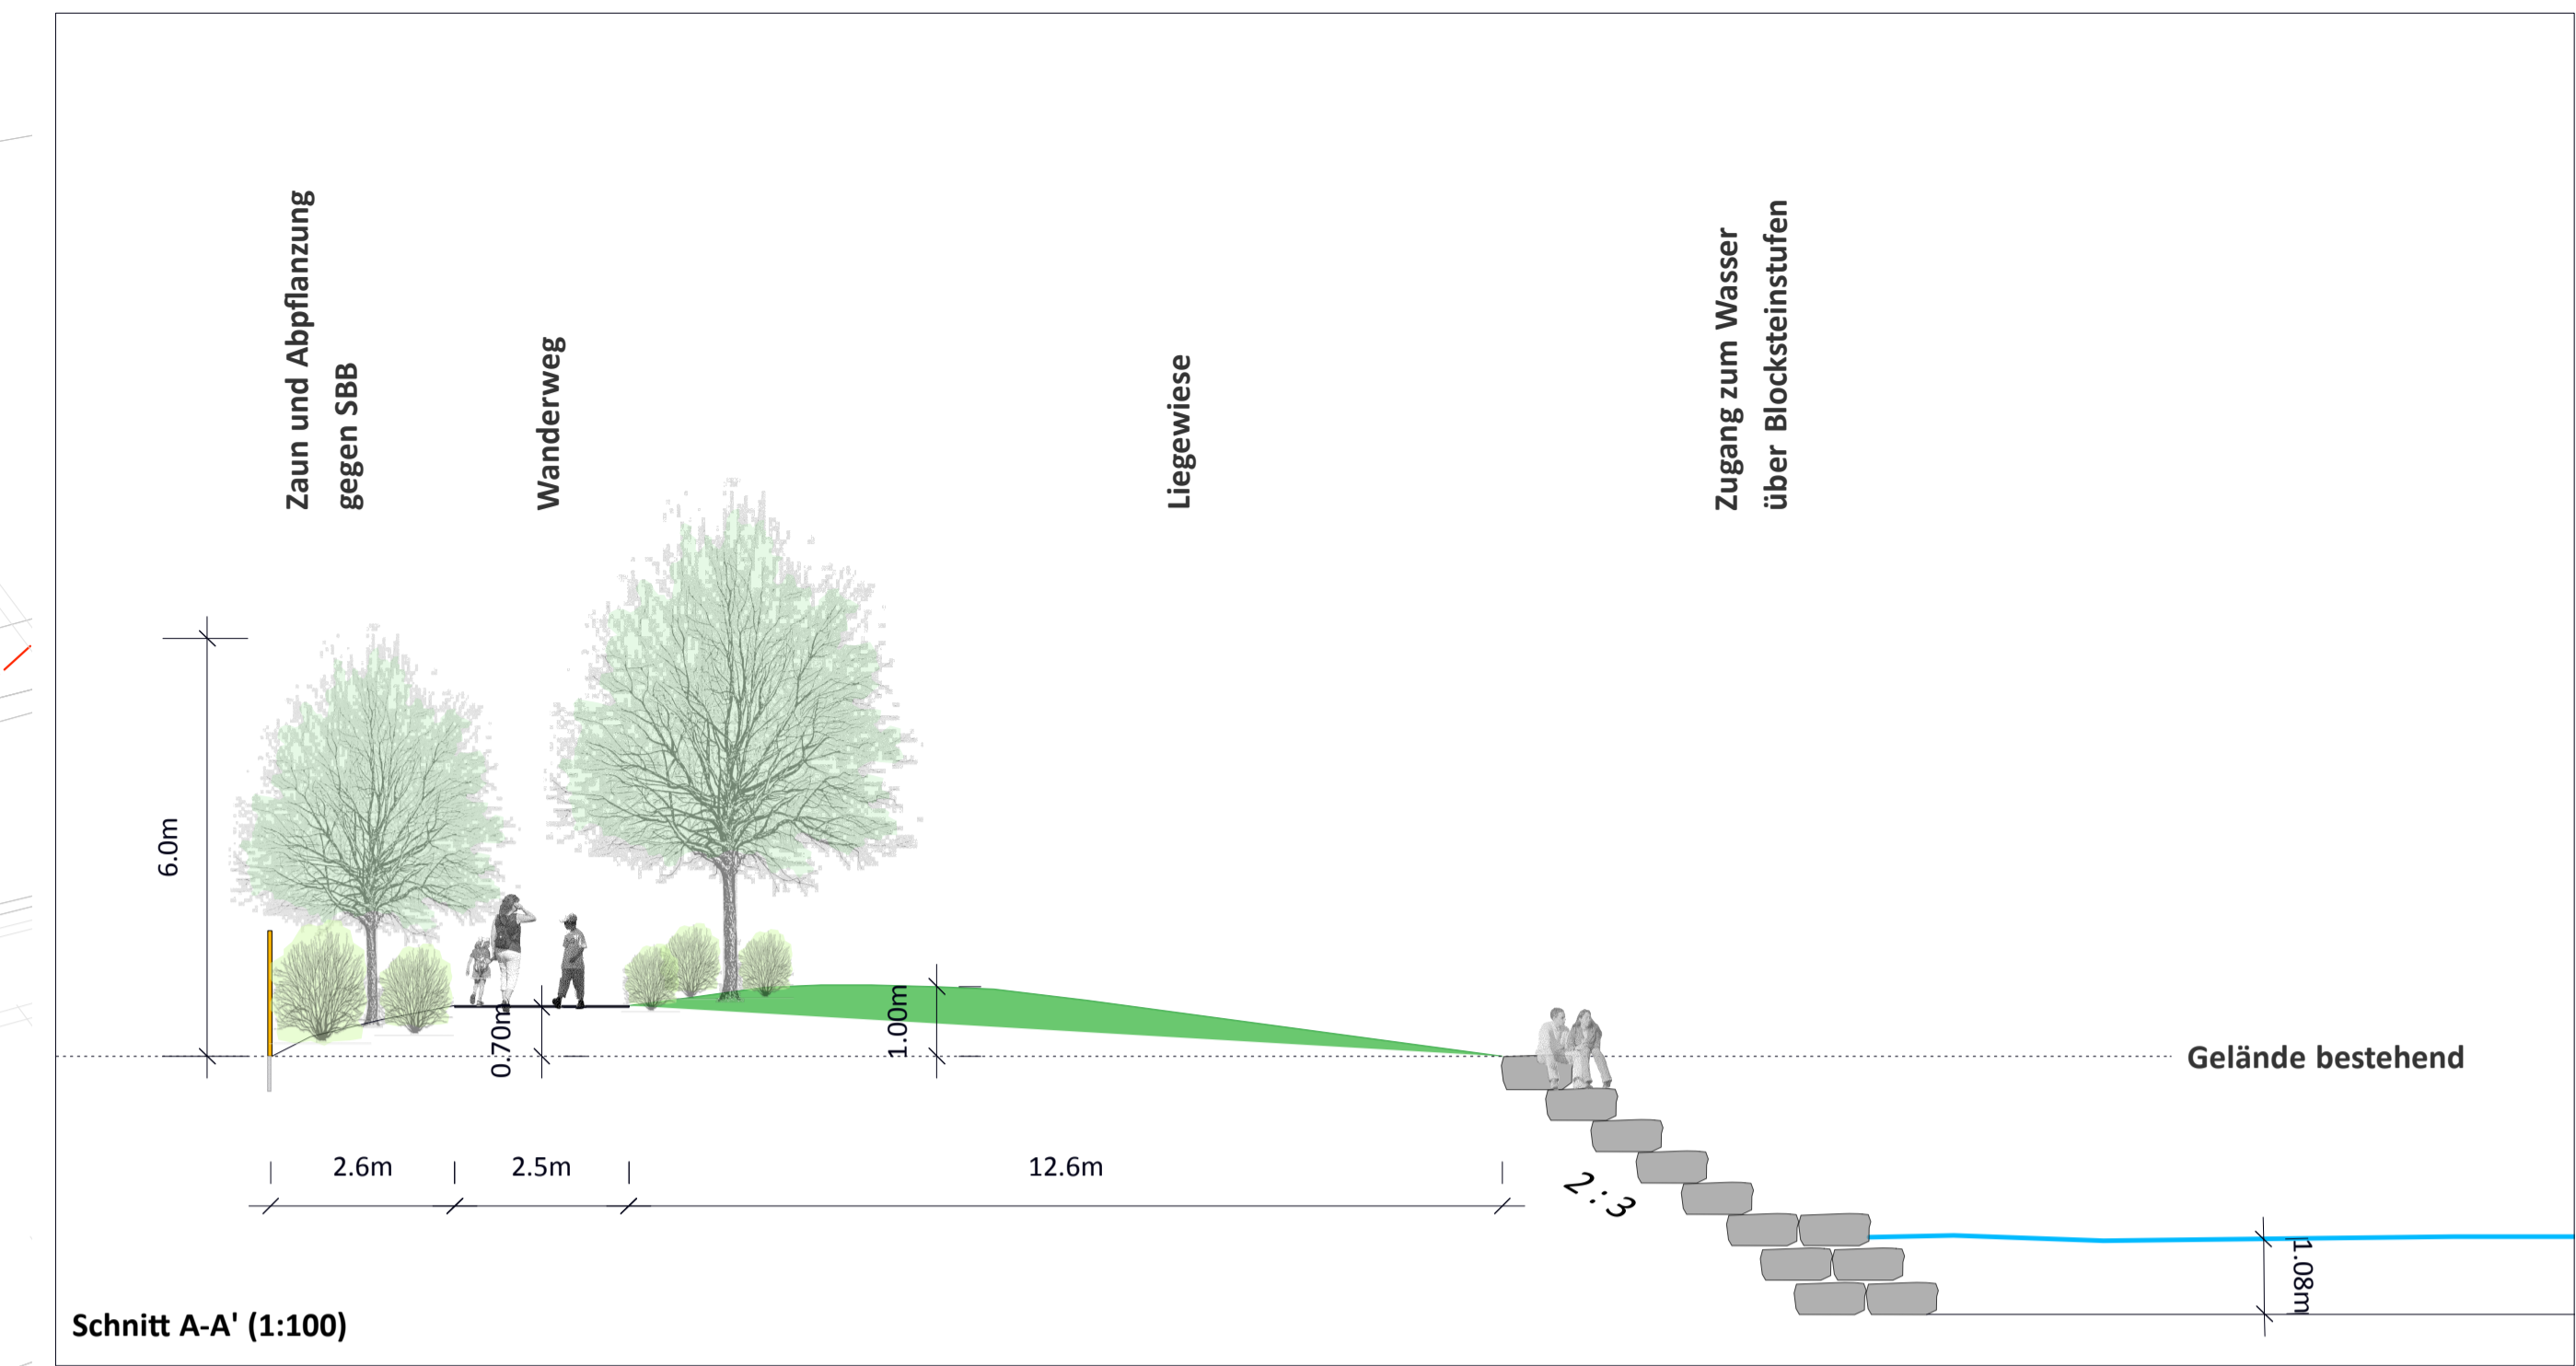 Zaun und Abpflanzung
gegen SBB
Wanderweg
Liegewiese
Zugang zum Wasser
über Blocksteinstufen
6.0m
0.70m
1.00m
Gelände bestehend
2.6m
2.5m
12.6m
2:3
1.08m
Schnitt A-A' (1:100)